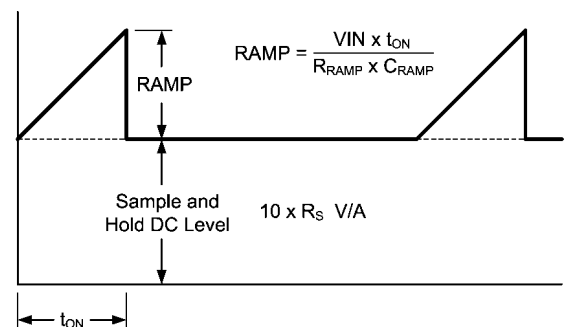 RAMP = VIN x tON / RRAMP x CRAMP
RAMP
Sample and
Hold DC Level
10 x RS V/A
tON